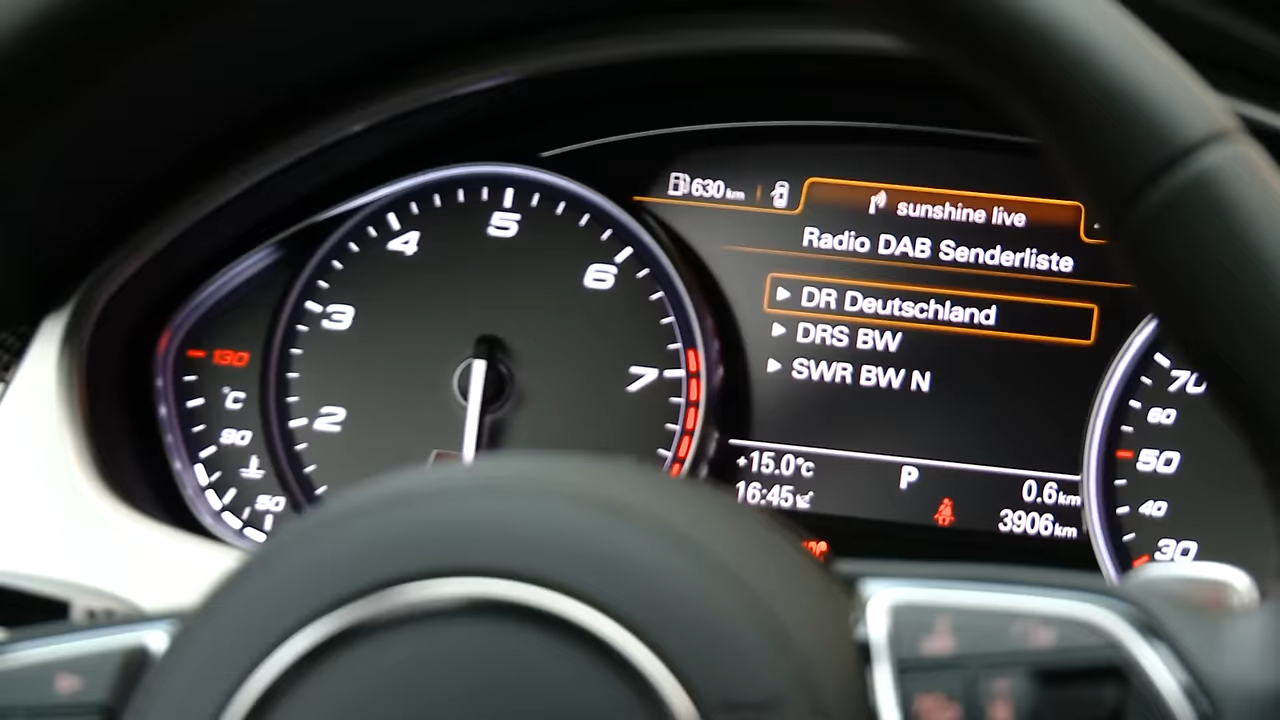 630 km
sunshine live
Radio DAB Senderliste
DR Deutschland
DRS BW
SWR BW N
+15.0°C
P
0.6 km
16:45
3906 km
2
3
4
5
6
7
130
°C
90
50
70
60
50
40
30